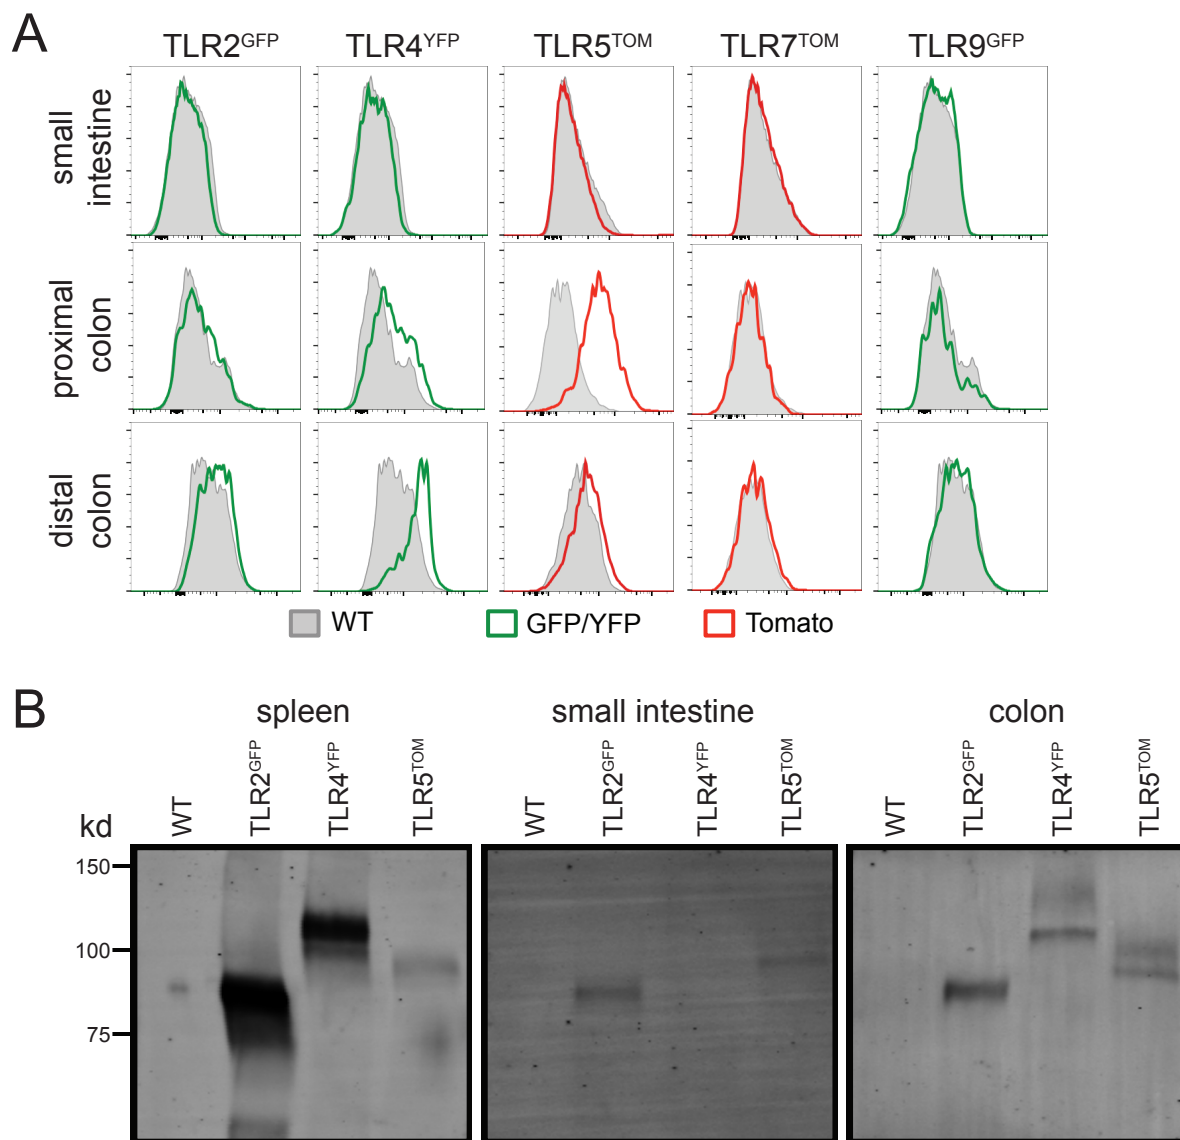 A
TLR2GFP TLR4YFP TLR5TOM TLR7TOM TLR9GFP
small
intestine
proximal
colon
distal
colon
WT GFP/YFP Tomato
B
spleen small intestine colon
kd WT TLR2GFP TLR4YFP TLR5TOM WT TLR2GFP TLR4YFP TLR5TOM WT TLR2GFP TLR4YFP TLR5TOM
150
100
75